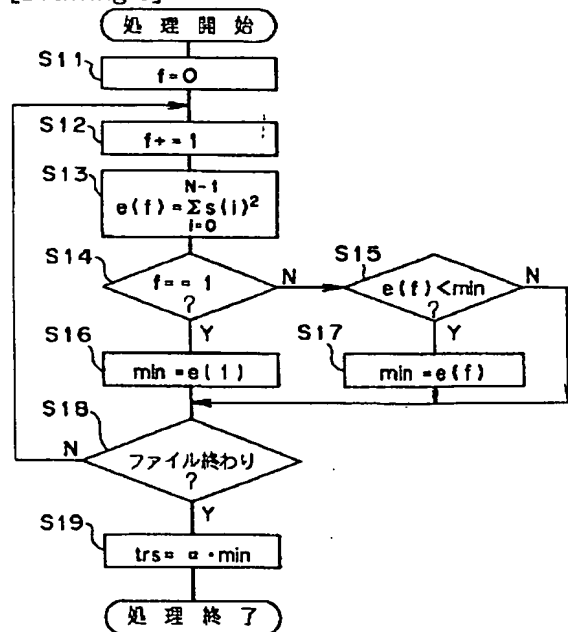 処理開始
S11
f=0
S12
f+=1
S13
N-1
e(f)=Σs(i)²
i=0
S14
f==1
?
N
Y
S15
e(f)<min
?
N
Y
S16
min=e(1)
S17
min=e(f)
S18
ファイル終わり
?
N
Y
S19
trs= α・min
処理終了